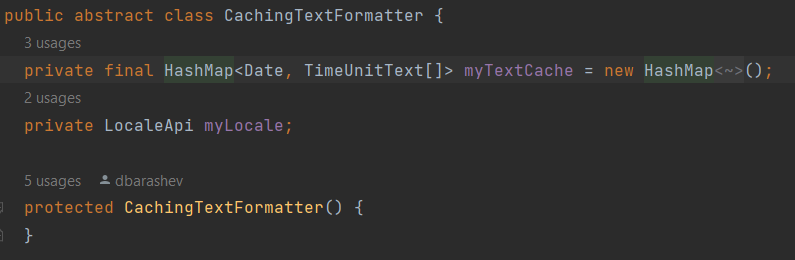 public abstract class CachingTextFormatter {
3 usages
private final HashMap<Date, TimeUnitText[]> myTextCache = new HashMap<~>();
2 usages
private LocaleApi myLocale;
5 usages dbarashev
protected CachingTextFormatter() {
}